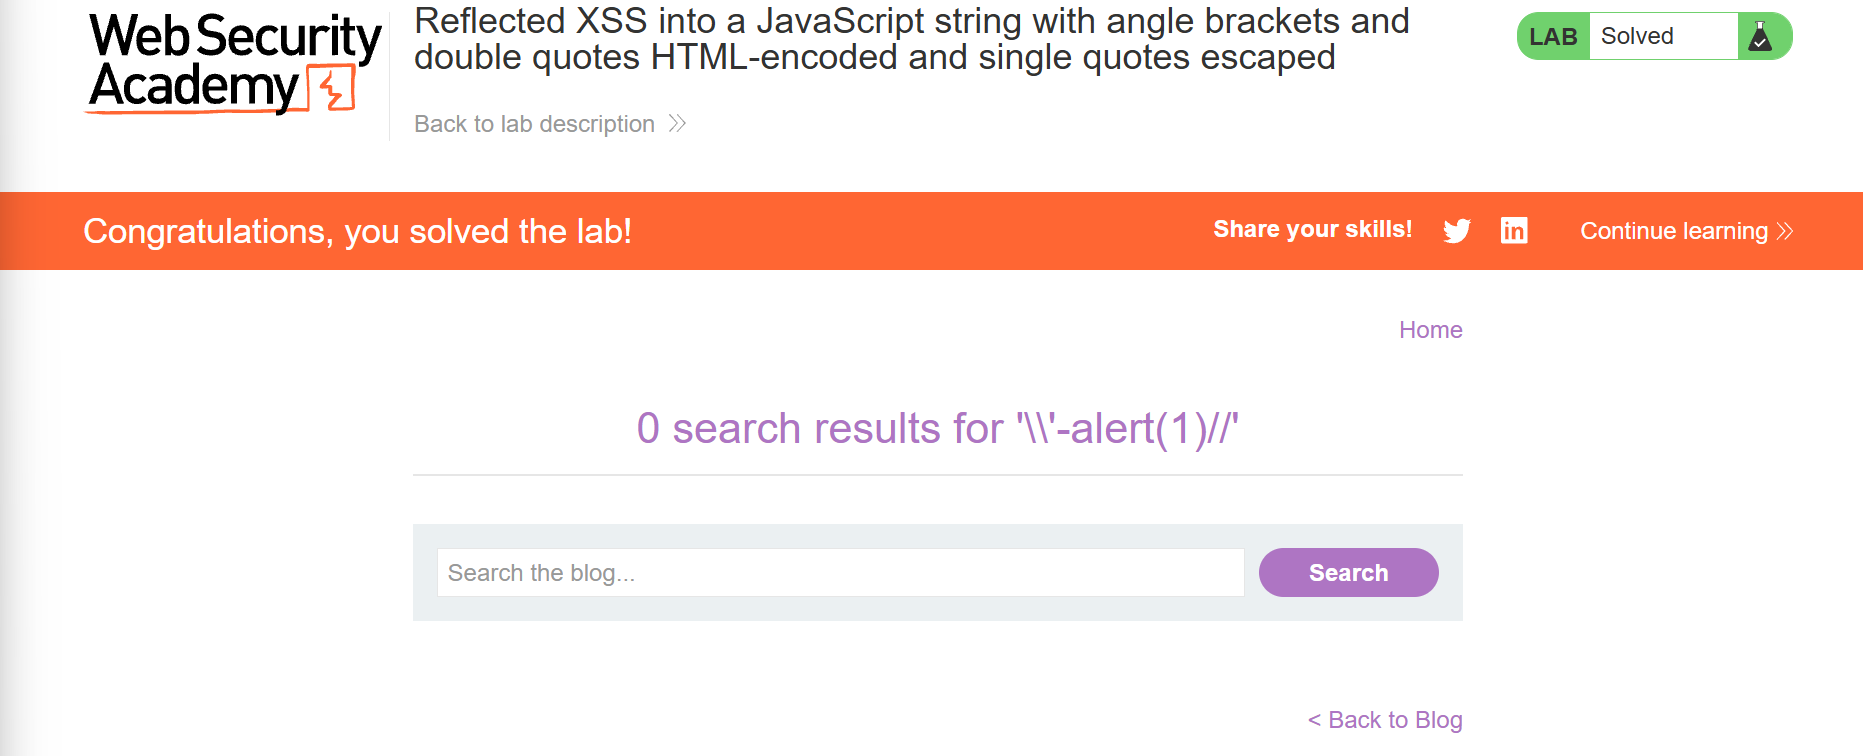 Web Security
Academy
Reflected XSS into a JavaScript string with angle brackets and
double quotes HTML-encoded and single quotes escaped
Back to lab description
LAB Solved
Congratulations, you solved the lab!
Share your skills!
Continue learning
Home
0 search results for '\\'-alert(1)//'
Search the blog...
Search
< Back to Blog